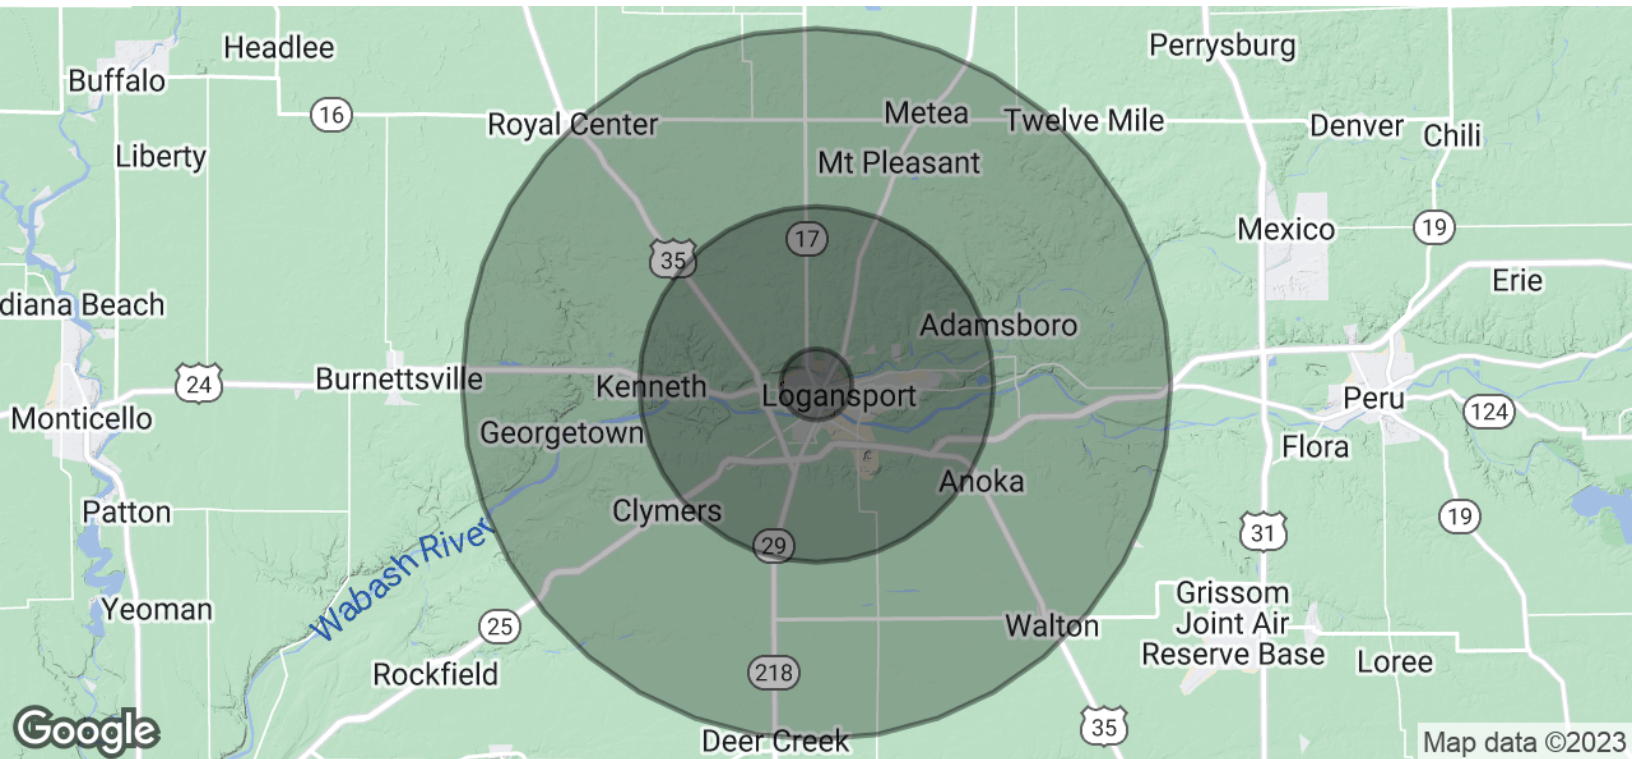 Headlee
Perrysburg
Buffalo
16
Royal Center
Metea
Twelve Mile
Denver
Chili
Liberty
Mt Pleasant
17
Mexico
19
35
Erie
diana Beach
Adamsboro
24
Burnettsville
Kenneth
Logansport
Peru
124
Monticello
Georgetown
Flora
Anoka
Patton
Clymers
19
31
29
Wabash River
Grissom
Joint Air
Reserve Base
Yeoman
25
Walton
Loree
Rockfield
218
35
Google
Deer Creek
Map data ©2023